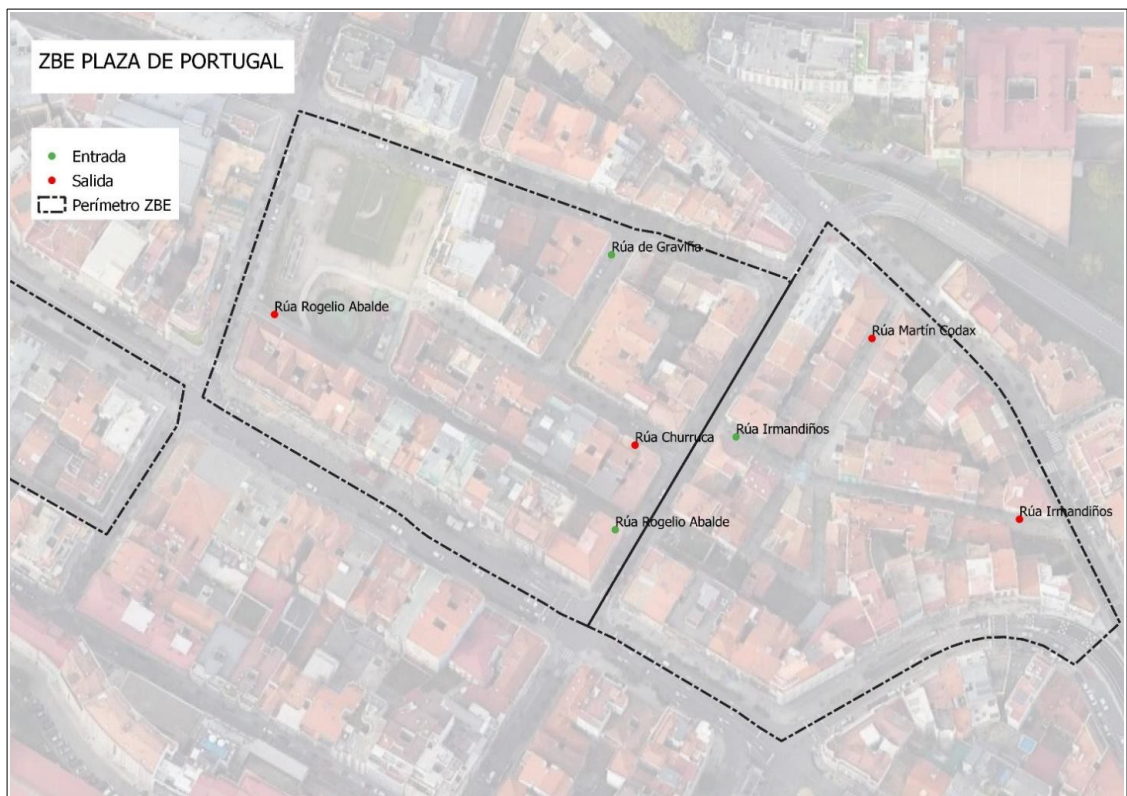 ZBE PLAZA DE PORTUGAL
Entrada
Salida
Perímetro ZBE
Rúa de Graviña
Rúa Rogelio Abalde
Rúa Martín Codax
Rúa Churruca
Rúa Irmandiños
Rúa Rogelio Abalde
Rúa Irmandiños